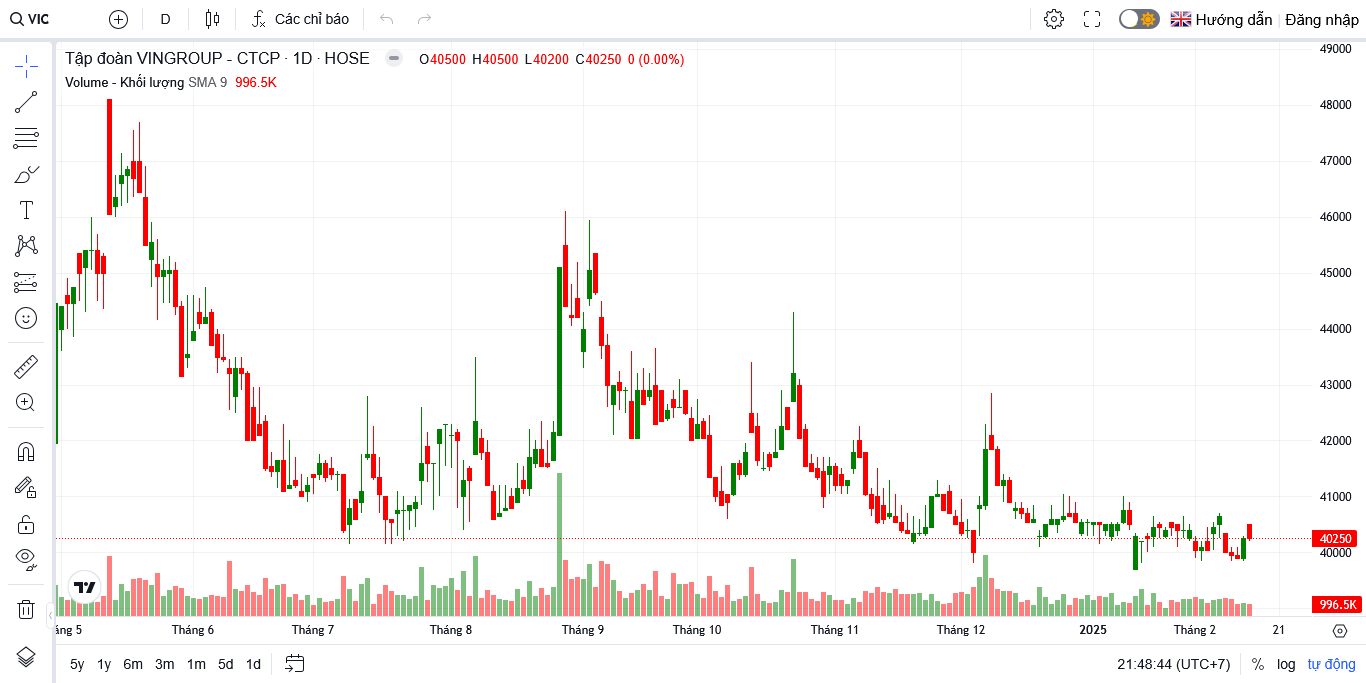 VIC D Các chỉ báo Hướng dẫn Đăng nhập
Tập đoàn VINGROUP - CTCP · 1D · HOSE O40500 H40500 L40200 C40250 0 (0.00%)
Volume - Khối lượng SMA 9 996.5K
49000
48000
47000
46000
45000
44000
43000
42000
41000
40250
40000
996.5K
áng 5 Tháng 6 Tháng 7 Tháng 8 Tháng 9 Tháng 10 Tháng 11 Tháng 12 2025 Tháng 2 21
5y 1y 6m 3m 1m 5d 1d 21:48:44 (UTC+7) % log tự động